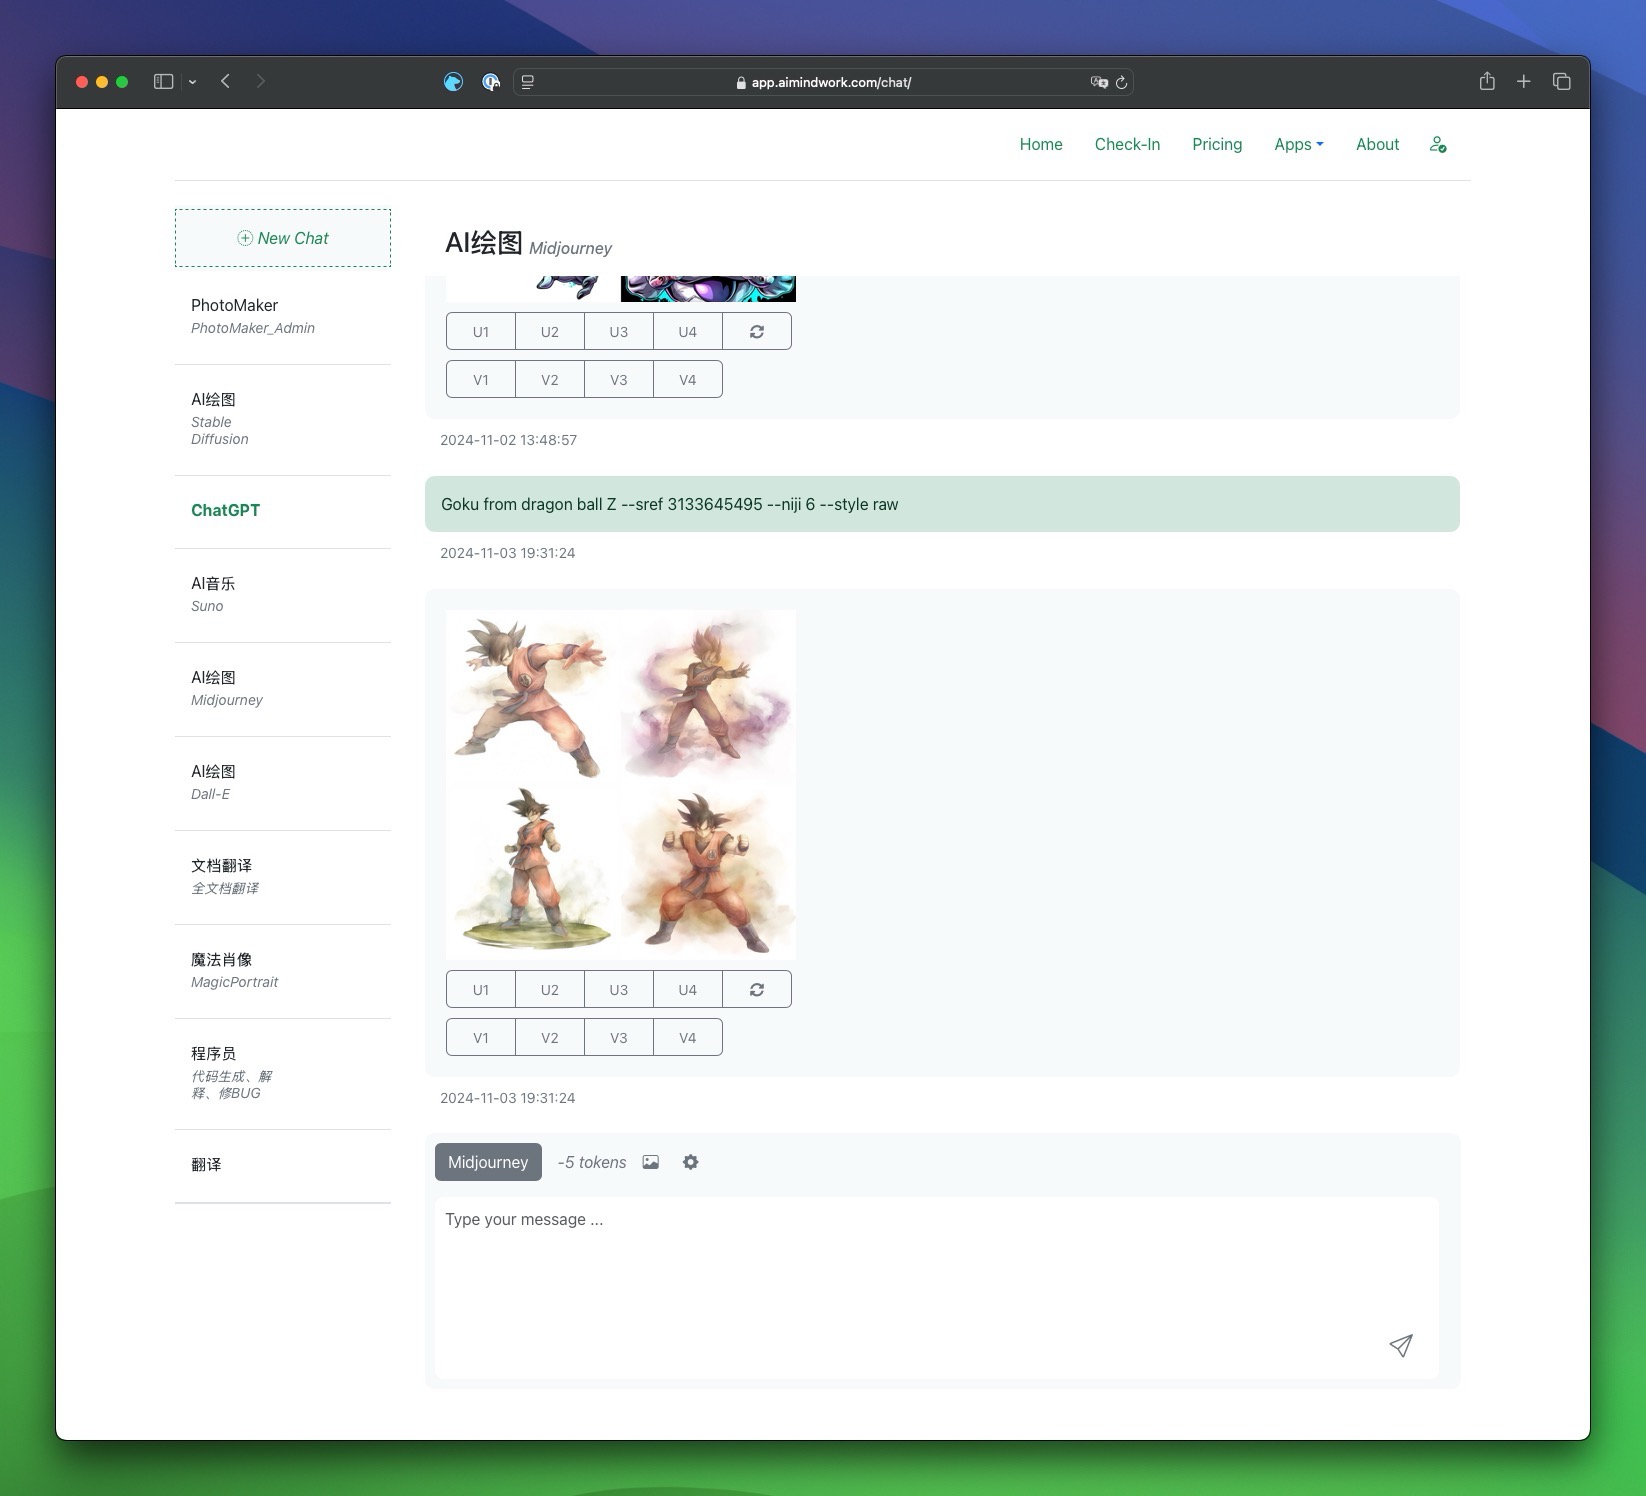 app.aimindwork.com/chat/
Home Check-In Pricing Apps About
New Chat
PhotoMaker
PhotoMaker_Admin
AI绘图
Stable
Diffusion
ChatGPT
AI音乐
Suno
AI绘图
Midjourney
AI绘图
Dall-E
文档翻译
全文档翻译
魔法肖像
MagicPortrait
程序员
代码生成、解
释、修BUG
翻译
AI绘图 Midjourney
U1 U2 U3 U4
V1 V2 V3 V4
2024-11-02 13:48:57
Goku from dragon ball Z --sref 3133645495 --niji 6 --style raw
2024-11-03 19:31:24
U1 U2 U3 U4
V1 V2 V3 V4
2024-11-03 19:31:24
Midjourney -5 tokens
Type your message ...